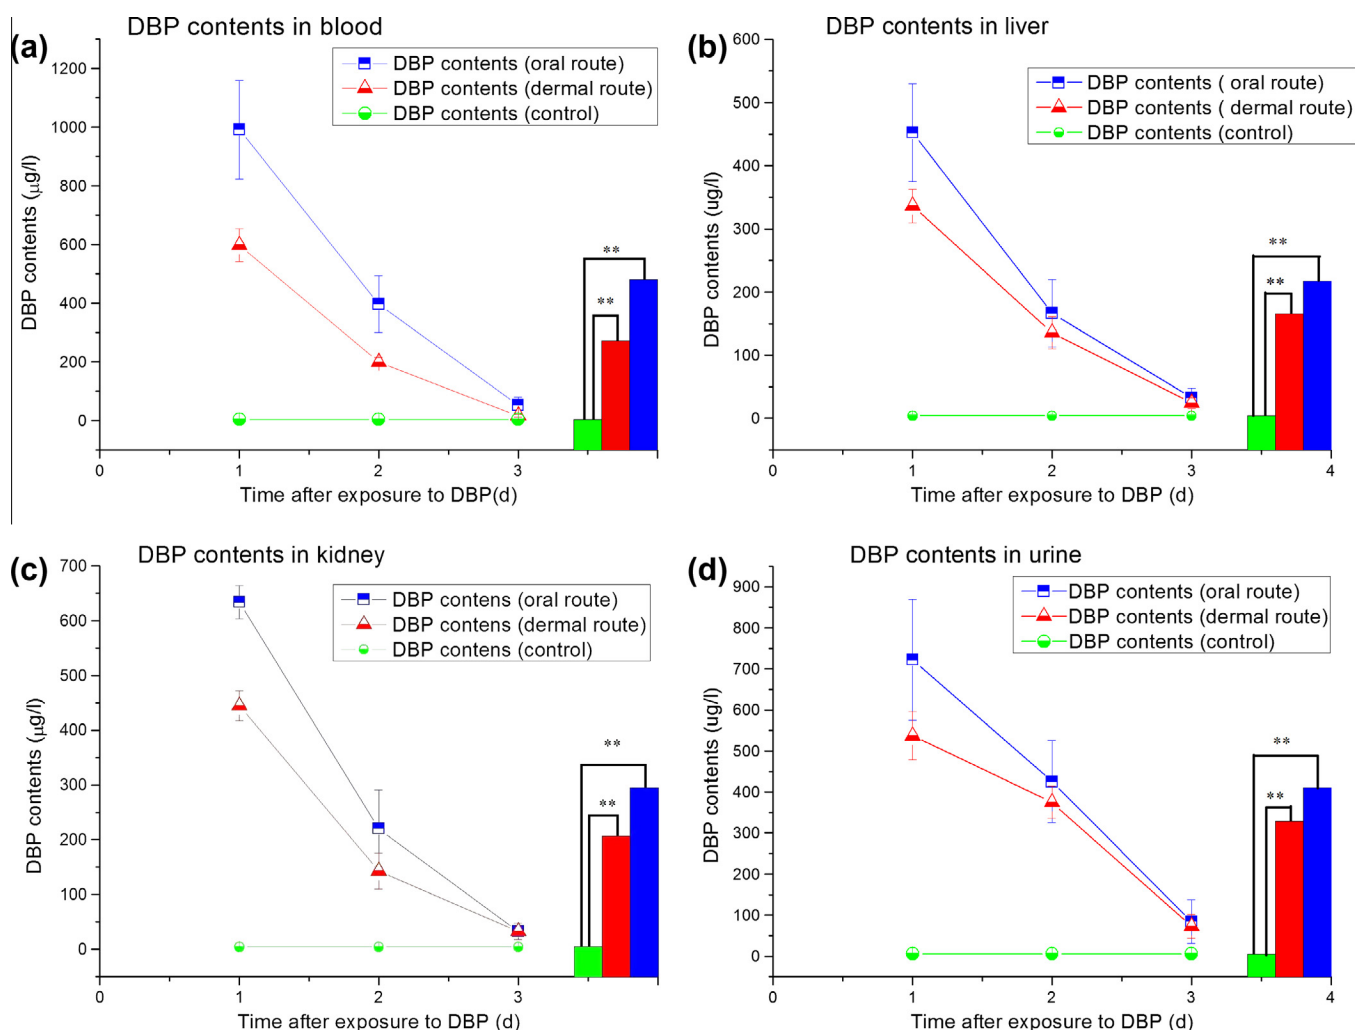 (a)
DBP contents in blood
DBP contents (oral route)
DBP contents (dermal route)
DBP contents (control)
DBP contents (μg/l)
1200
1000
800
600
400
200
0
**
**
0
1
2
3
Time after exposure to DBP(d)
(b)
DBP contents in liver
DBP contents ( oral route)
DBP contents ( dermal route)
DBP contents (control)
DBP contents (ug/l)
600
500
400
300
200
100
0
**
**
0
1
2
3
4
Time after exposure to DBP (d)
(c)
DBP contents in kidney
DBP contens (oral route)
DBP contens (dermal route)
DBP contens (control)
DBP contents (μg/l)
700
600
500
400
300
200
100
0
**
**
0
1
2
3
Time after exposure to DBP (d)
(d)
DBP contents in urine
DBP contents (oral route)
DBP contents (dermal route)
DBP contents (control)
DBP contents (ug/l)
900
800
700
600
500
400
300
200
100
0
**
**
0
1
2
3
4
Time after exposure to DBP (d)